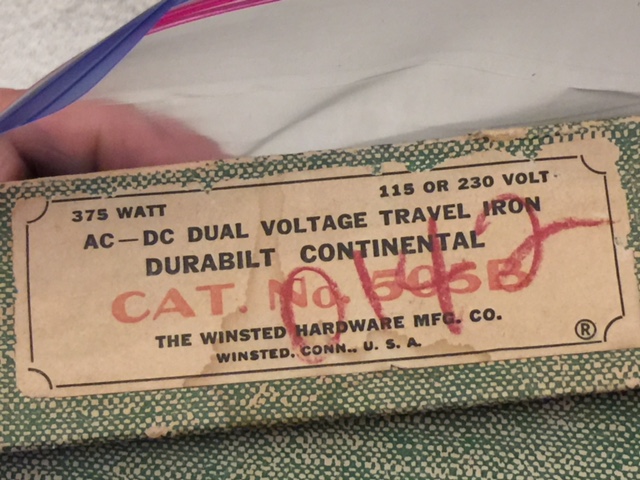 375 WATT 115 OR 230 VOLT
AC—DC DUAL VOLTAGE TRAVEL IRON
DURABILT CONTINENTAL
CAT. No. 505B
0142
THE WINSTED HARDWARE MFG. CO.
WINSTED, CONN., U. S. A.
®